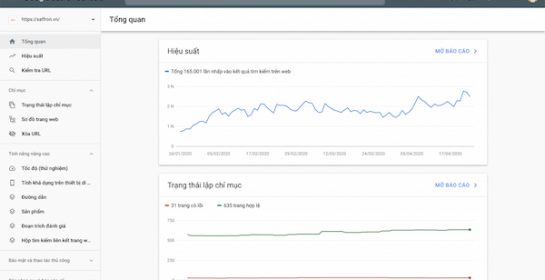 https://saffron.vn/
Tổng quan
Tổng quan
Hiệu suất
Kiểm tra URL
Chỉ mục
Trạng thái lập chỉ mục
Sơ đồ trang web
Xóa URL
Tính năng nâng cao
Tốc độ (thử nghiệm)
Tính khả dụng trên thiết bị di ...
Đường dẫn
Sản phẩm
Đoạn trích đánh giá
Hộp tìm kiếm liên kết trang w...
Bảo mật và thao tác thủ công
Hiệu suất
MỞ BÁO CÁO
Tổng 165.001 lần nhấp vào kết quả tìm kiếm trên web
3 N
2 N
1 N
0
05/02/2020
17/02/2020
29/02/2020
12/03/2020
24/03/2020
17/04/2020
Trạng thái lập chỉ mục
MỞ BÁO CÁO
31 trang có lỗi
635 trang hợp lệ
750
500
250